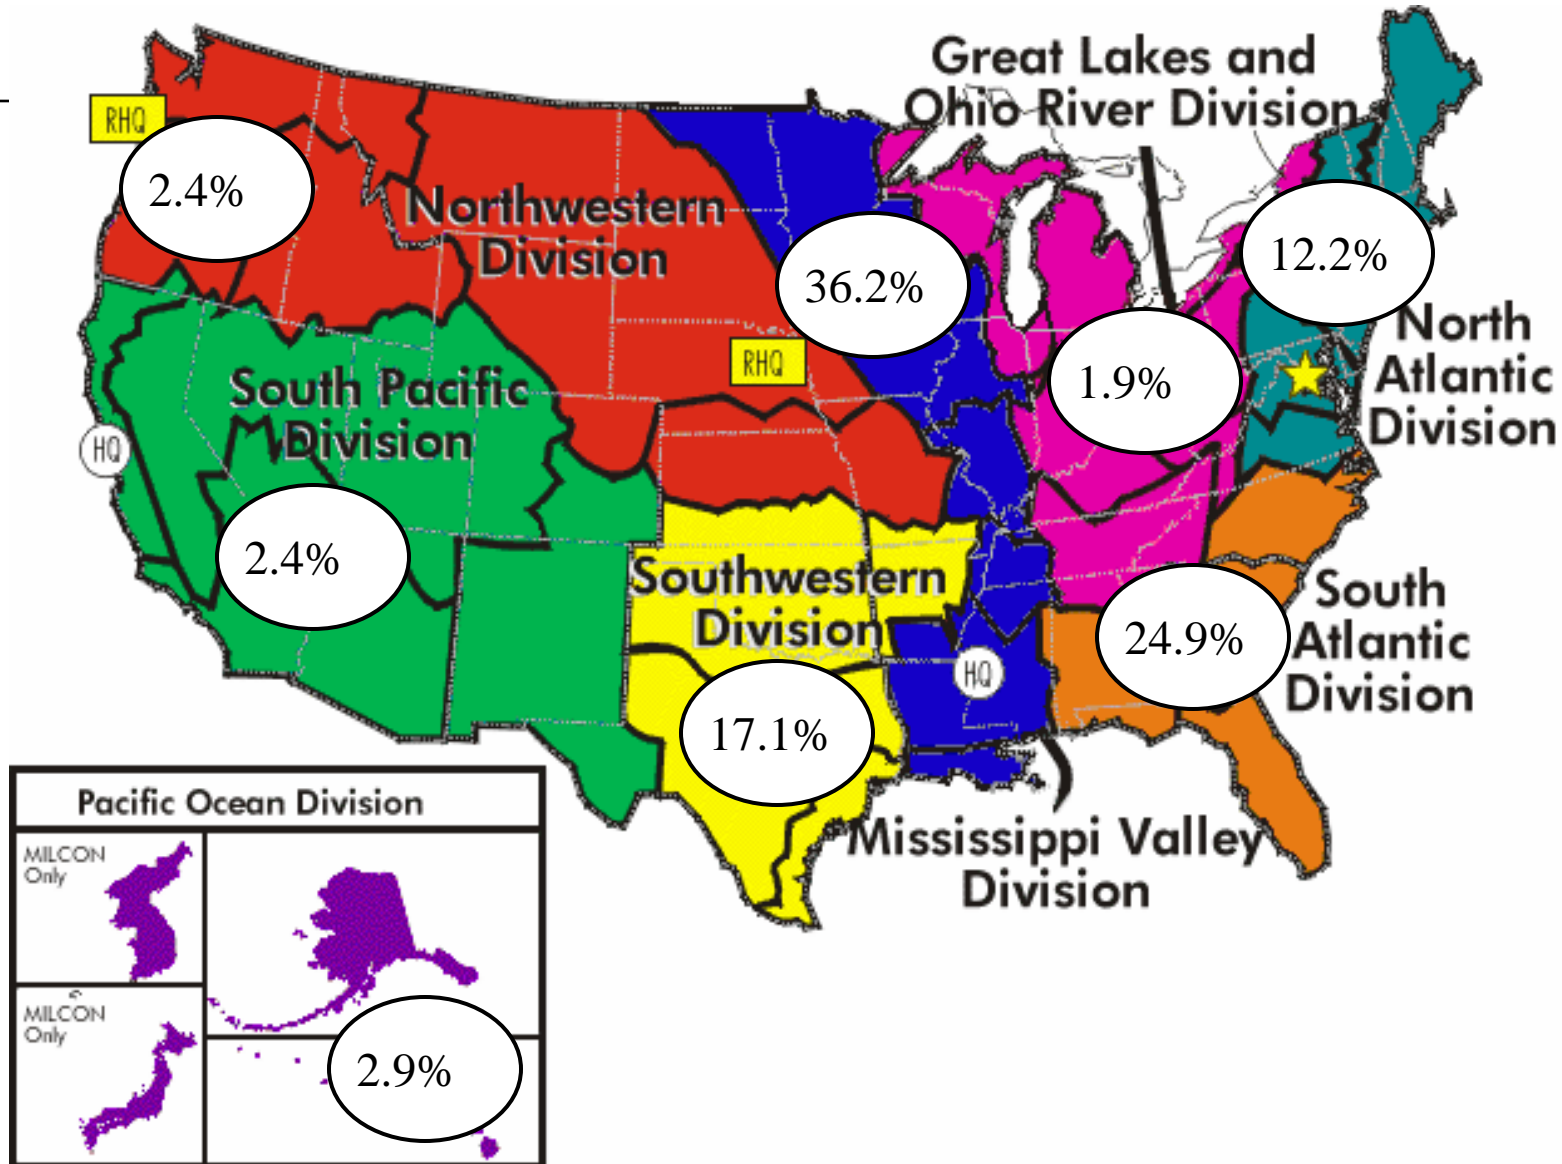 Great Lakes and
Ohio River Division
RHQ
2.4%
Northwestern
Division
36.2%
12.2%
North
Atlantic
Division
RHQ
1.9%
South Pacific
Division
HQ
2.4%
Southwestern
Division
South
Atlantic
Division
24.9%
HQ
17.1%
Mississippi Valley
Division
Pacific Ocean Division
MILCON
Only
MILCON
Only
2.9%